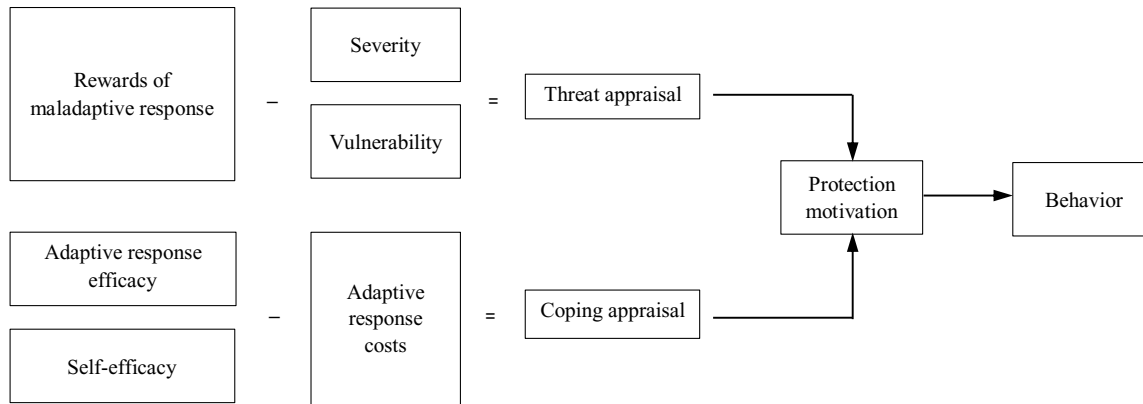 Rewards of
maladaptive response
–
Severity
Vulnerability
=
Threat appraisal
Adaptive response
efficacy
Self-efficacy
–
Adaptive
response
costs
=
Coping appraisal
Protection
motivation
Behavior